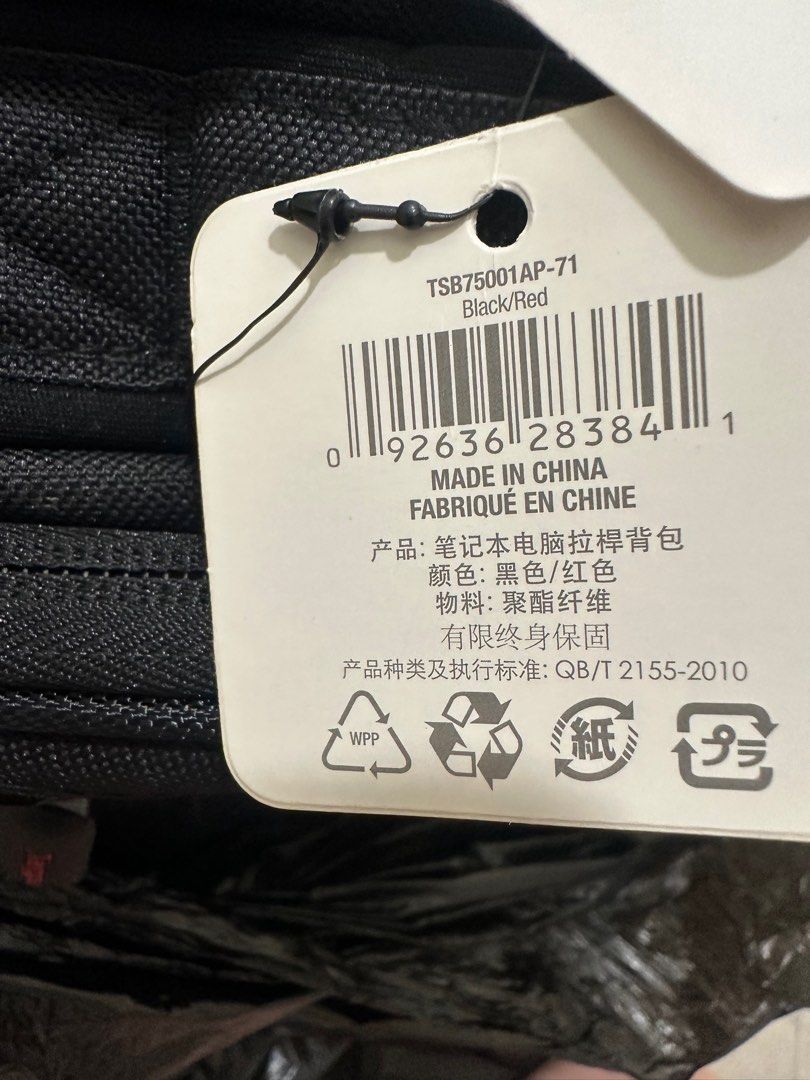 TSB75001AP-71
Black/Red
0 92636 28384 1
MADE IN CHINA
FABRIQUÉ EN CHINE
产品: 笔记本电脑拉桿背包
颜色: 黑色/红色
物料: 聚酯纤维
有限终身保固
产品种类及执行标准: QB/T 2155-2010
WPP
紙
プラ